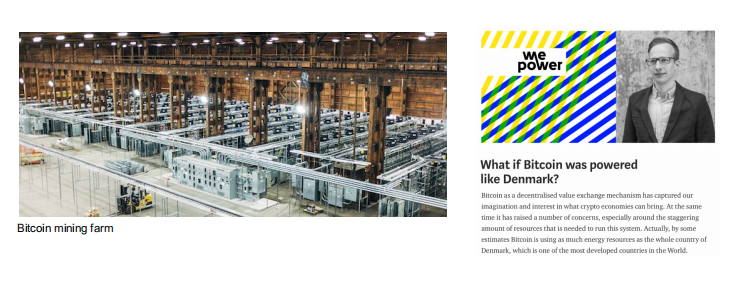 Bitcoin mining farm
we
power
What if Bitcoin was powered
like Denmark?
Bitcoin as a decentralised value exchange mechanism has captured our
imagination and interest in what crypto economies can bring. At the same
time it has raised a number of concerns, especially around the staggering
amount of resources that is needed to run this system. Actually, by some
estimates Bitcoin is using as much energy resources as the whole country of
Denmark, which is one of the most developed countries in the World.